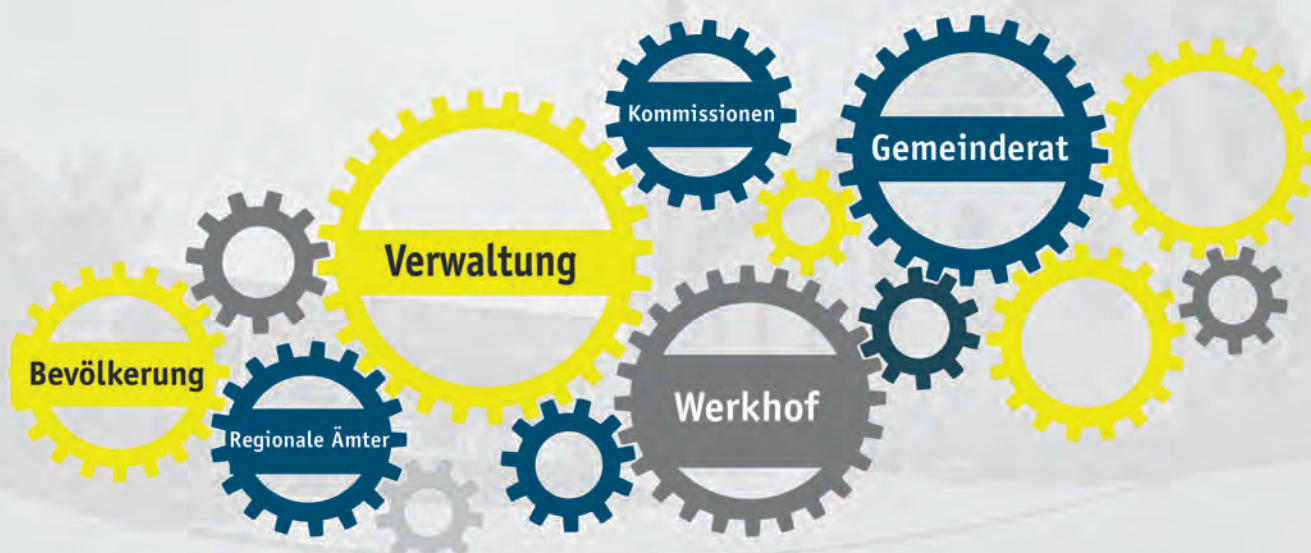 Kommissionen
Gemeinderat
Verwaltung
Bevölkerung
Werkhof
Regionale Ämter